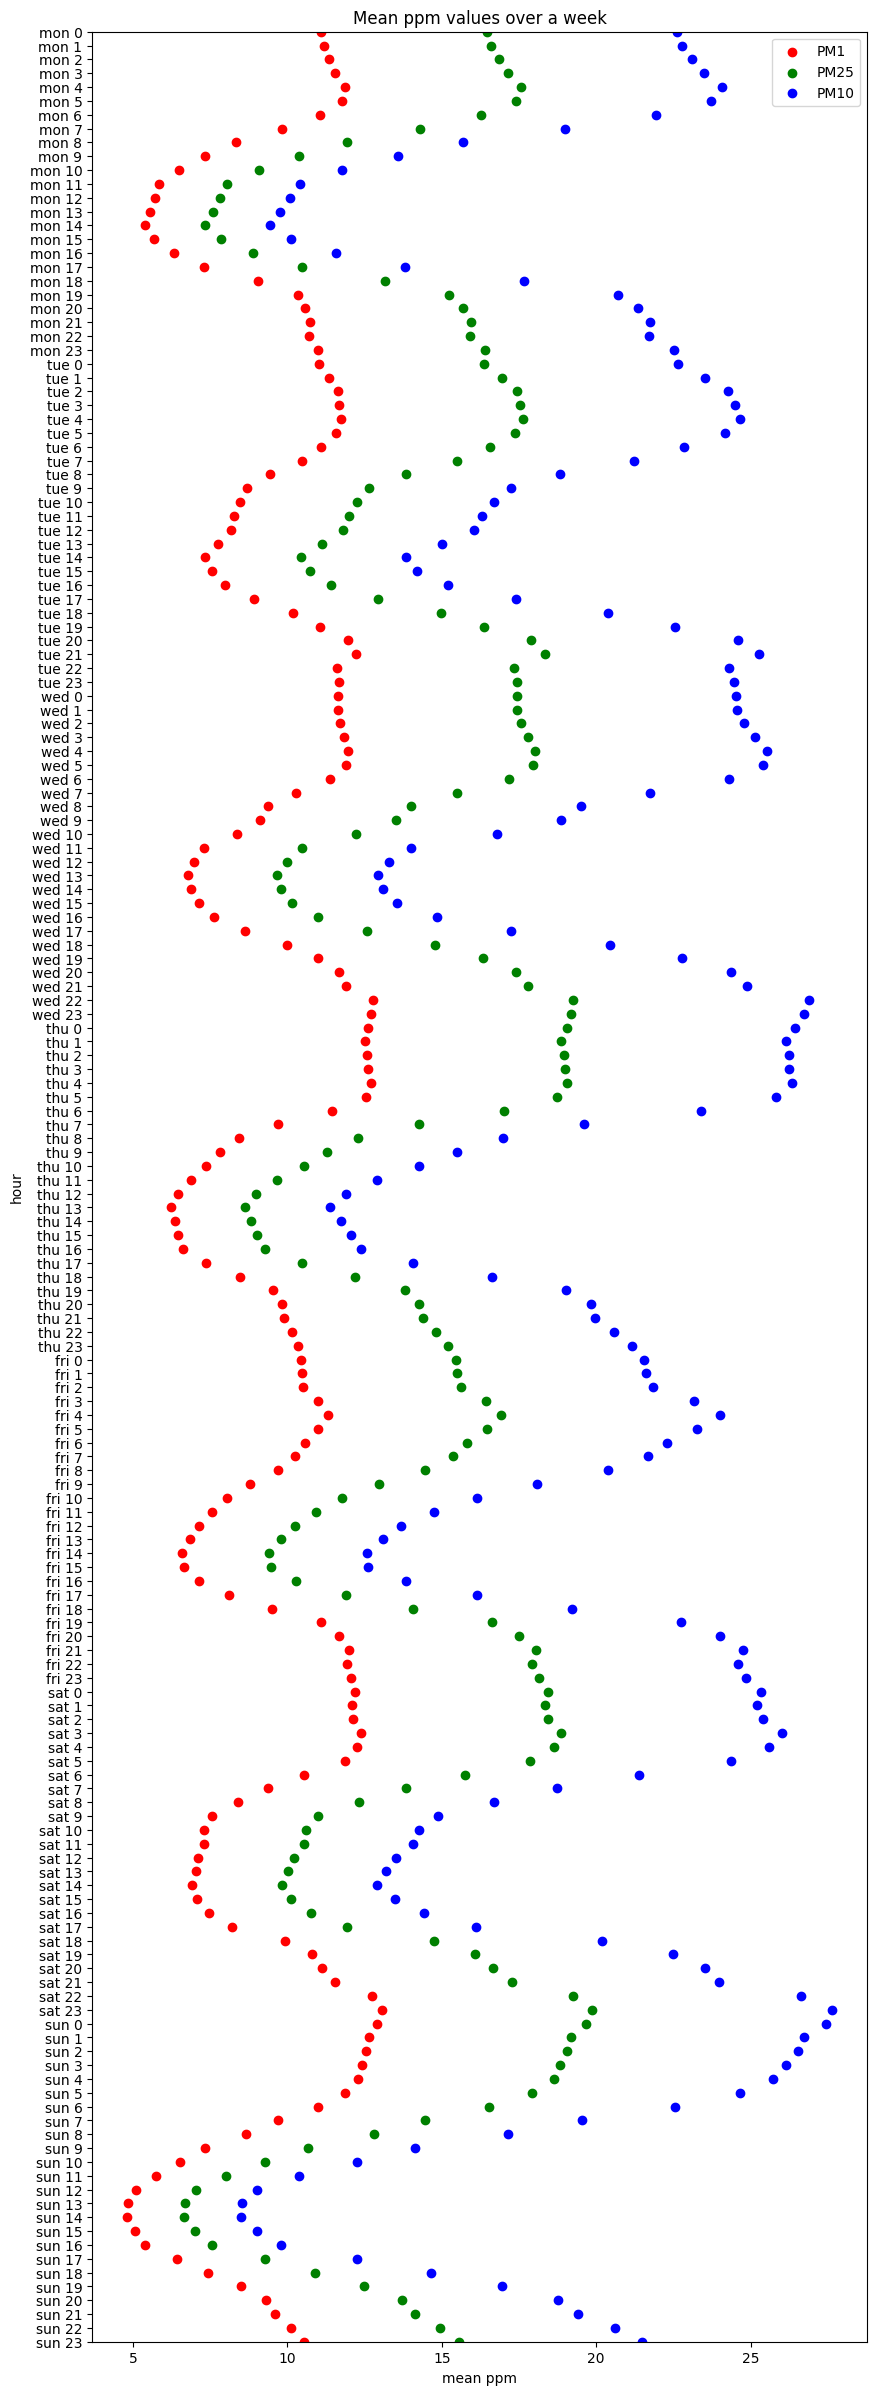 Mean ppm values over a week
PM1
PM25
PM10
mon 0
mon 1
mon 2
mon 3
mon 4
mon 5
mon 6
mon 7
mon 8
mon 9
mon 10
mon 11
mon 12
mon 13
mon 14
mon 15
mon 16
mon 17
mon 18
mon 19
mon 20
mon 21
mon 22
mon 23
tue 0
tue 1
tue 2
tue 3
tue 4
tue 5
tue 6
tue 7
tue 8
tue 9
tue 10
tue 11
tue 12
tue 13
tue 14
tue 15
tue 16
tue 17
tue 18
tue 19
tue 20
tue 21
tue 22
tue 23
wed 0
wed 1
wed 2
wed 3
wed 4
wed 5
wed 6
wed 7
wed 8
wed 9
wed 10
wed 11
wed 12
wed 13
wed 14
wed 15
wed 16
wed 17
wed 18
wed 19
wed 20
wed 21
wed 22
wed 23
thu 0
thu 1
thu 2
thu 3
thu 4
thu 5
thu 6
thu 7
thu 8
thu 9
thu 10
thu 11
thu 12
thu 13
thu 14
thu 15
thu 16
thu 17
thu 18
thu 19
thu 20
thu 21
thu 22
thu 23
fri 0
fri 1
fri 2
fri 3
fri 4
fri 5
fri 6
fri 7
fri 8
fri 9
fri 10
fri 11
fri 12
fri 13
fri 14
fri 15
fri 16
fri 17
fri 18
fri 19
fri 20
fri 21
fri 22
fri 23
sat 0
sat 1
sat 2
sat 3
sat 4
sat 5
sat 6
sat 7
sat 8
sat 9
sat 10
sat 11
sat 12
sat 13
sat 14
sat 15
sat 16
sat 17
sat 18
sat 19
sat 20
sat 21
sat 22
sat 23
sun 0
sun 1
sun 2
sun 3
sun 4
sun 5
sun 6
sun 7
sun 8
sun 9
sun 10
sun 11
sun 12
sun 13
sun 14
sun 15
sun 16
sun 17
sun 18
sun 19
sun 20
sun 21
sun 22
sun 23
hour
5 10 15 20 25
mean ppm